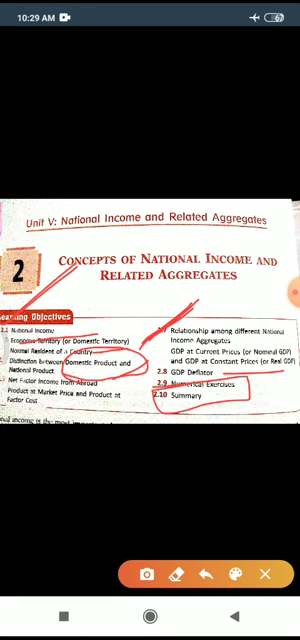 10:29 AM
67
Unit V: National Income and Related Aggregates
2
CONCEPTS OF NATIONAL INCOME AND
RELATED AGGREGATES
Learning Objectives
2.1 National Income
Economic Territory (or Domestic Territory)
Normal Resident of a Country
Distinction between Domestic Product and
National Product
Net Factor Income from Abroad
Product at Market Price and Product at
Factor Cost
Relationship among different National
Income Aggregates
GDP at Current Prices (or Nominal GDP)
and GDP at Constant Prices (or Real GDP)
2.8 GDP Deflator
2.9 Numerical Exercises
2.10 Summary